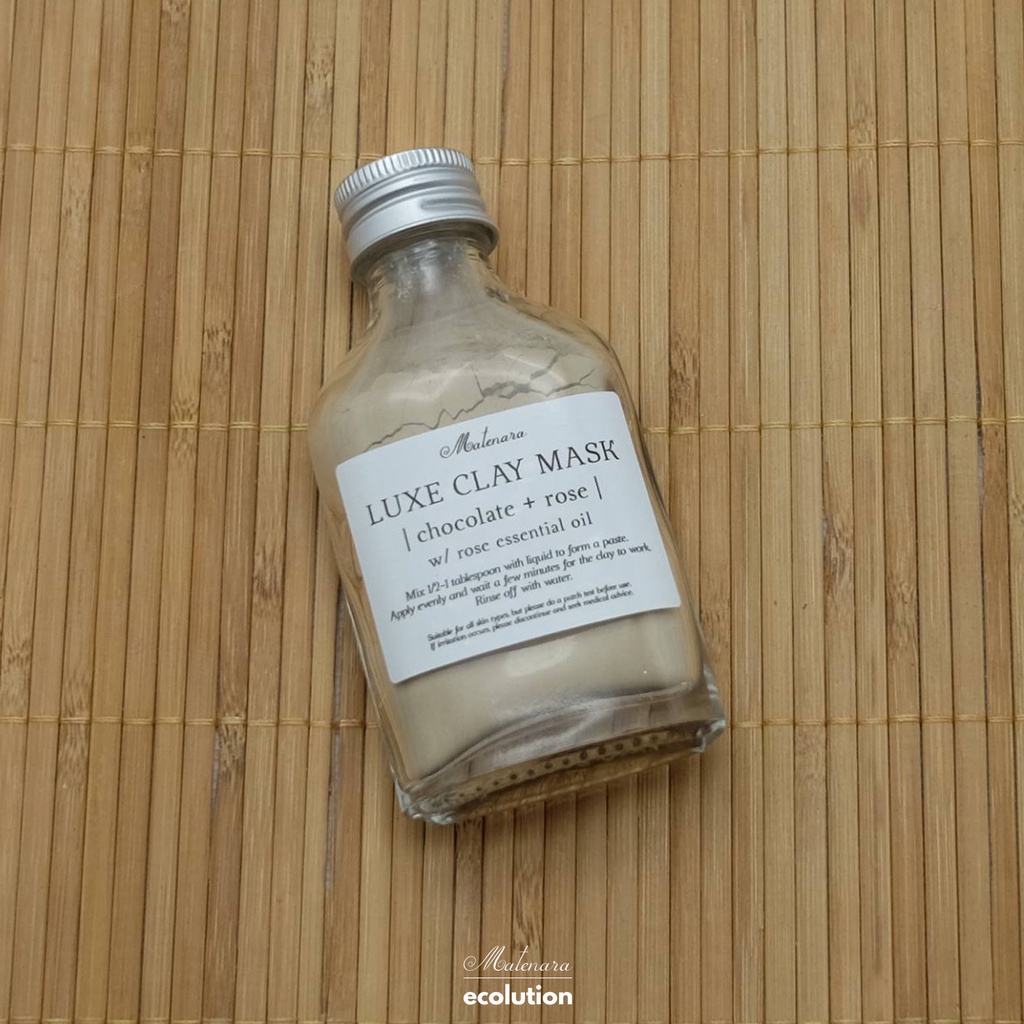 Matenara
LUXE CLAY MASK
| chocolate + rose |
w/ rose essential oil
Mix 1/2-1 tablespoon with liquid to form a paste.
Apply evenly and wait a few minutes for the clay to work.
Rinse off with water.
Suitable for all skin types, but please do a patch test before use.
If irritation occurs, please discontinue and seek medical advice.
Matenara
ecolution